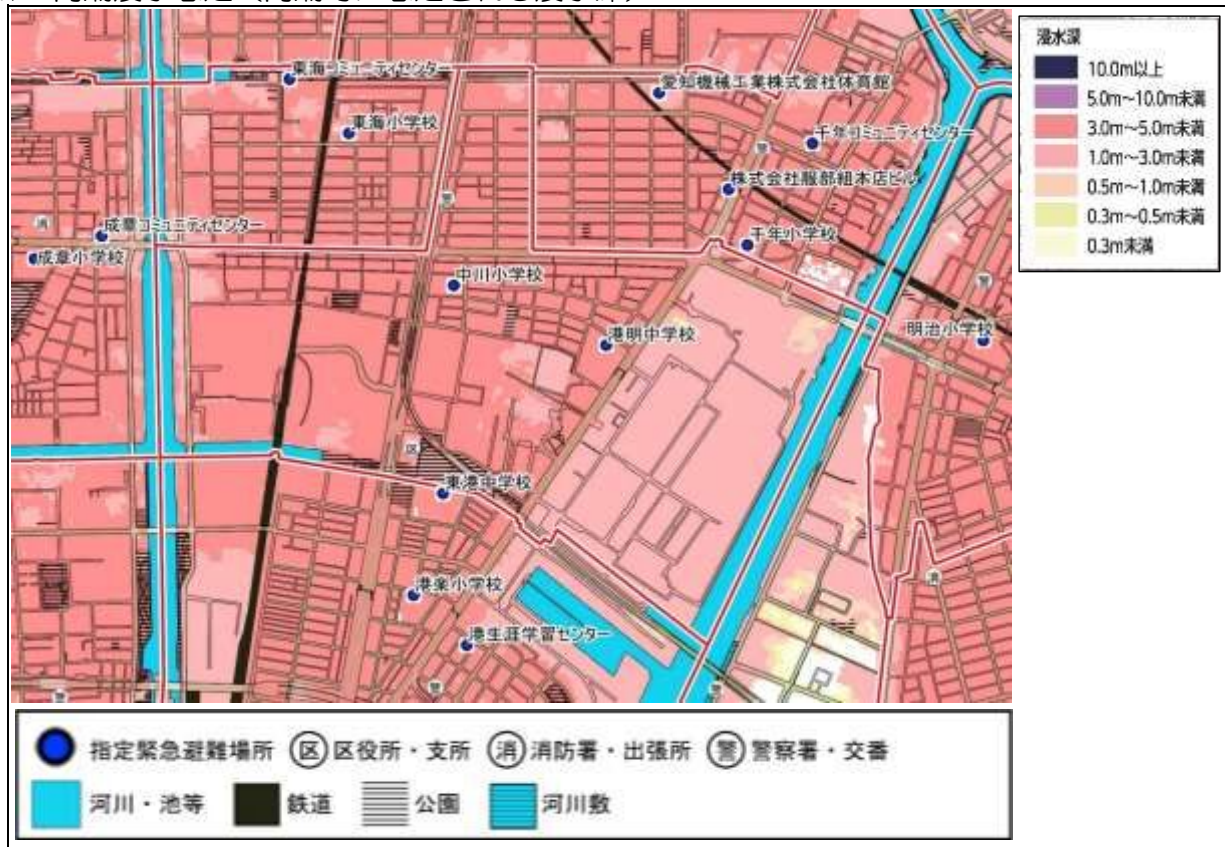 浸水深
10.0m以上
5.0m～10.0m未満
3.0m～5.0m未満
1.0m～3.0m未満
0.5m～1.0m未満
0.3m～0.5m未満
0.3m未満
東海コミュニティセンター
愛知機械工業株式会社体育館
東海小学校
千年コミュニティセンター
警
株式会社服部組本店ビル
警
消
成章コミュニティセンター
千年小学校
成章小学校
中川小学校
警
港明中学校
明治小学校
区
東港中学校
港楽小学校
消
港生涯学習センター
警
警
警
指定緊急避難場所
区 区役所・支所
消 消防署・出張所
警 警察署・交番
河川・池等
鉄道
公園
河川敷